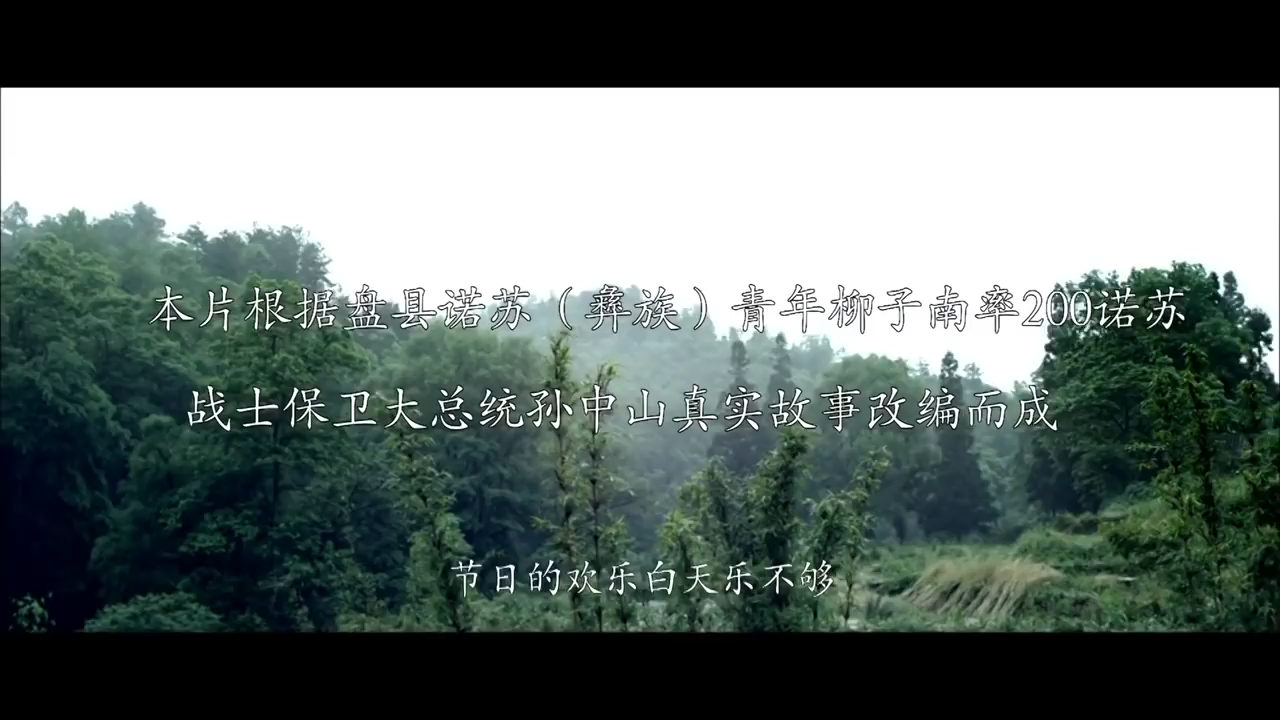 本片根据盘县诺苏（彝族）青年柳子南率200诺苏
战士保卫大总统孙中山真实故事改编而成
节日的欢乐白天乐不够